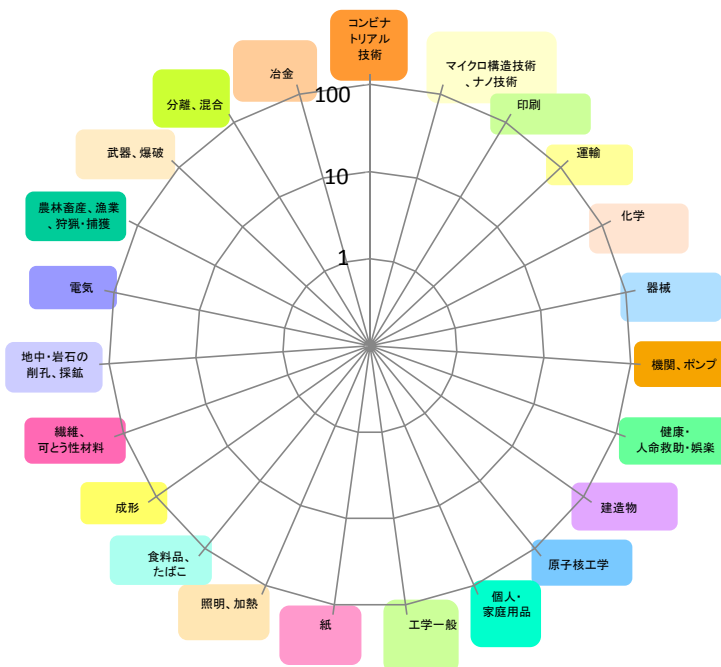 コンビナ
トリアル
技術
マイクロ構造技術
、ナノ技術
印刷
運輸
化学
器械
機関、ポンプ
健康・
人命救助・娯楽
建造物
原子核工学
個人・
家庭用品
工学一般
紙
照明、加熱
食料品、
たばこ
成形
繊維、
可とう性材料
地中・岩石の
削孔、採鉱
電気
農林畜産、漁業
、狩猟・捕獲
武器、爆破
分離、混合
冶金
100
10
1